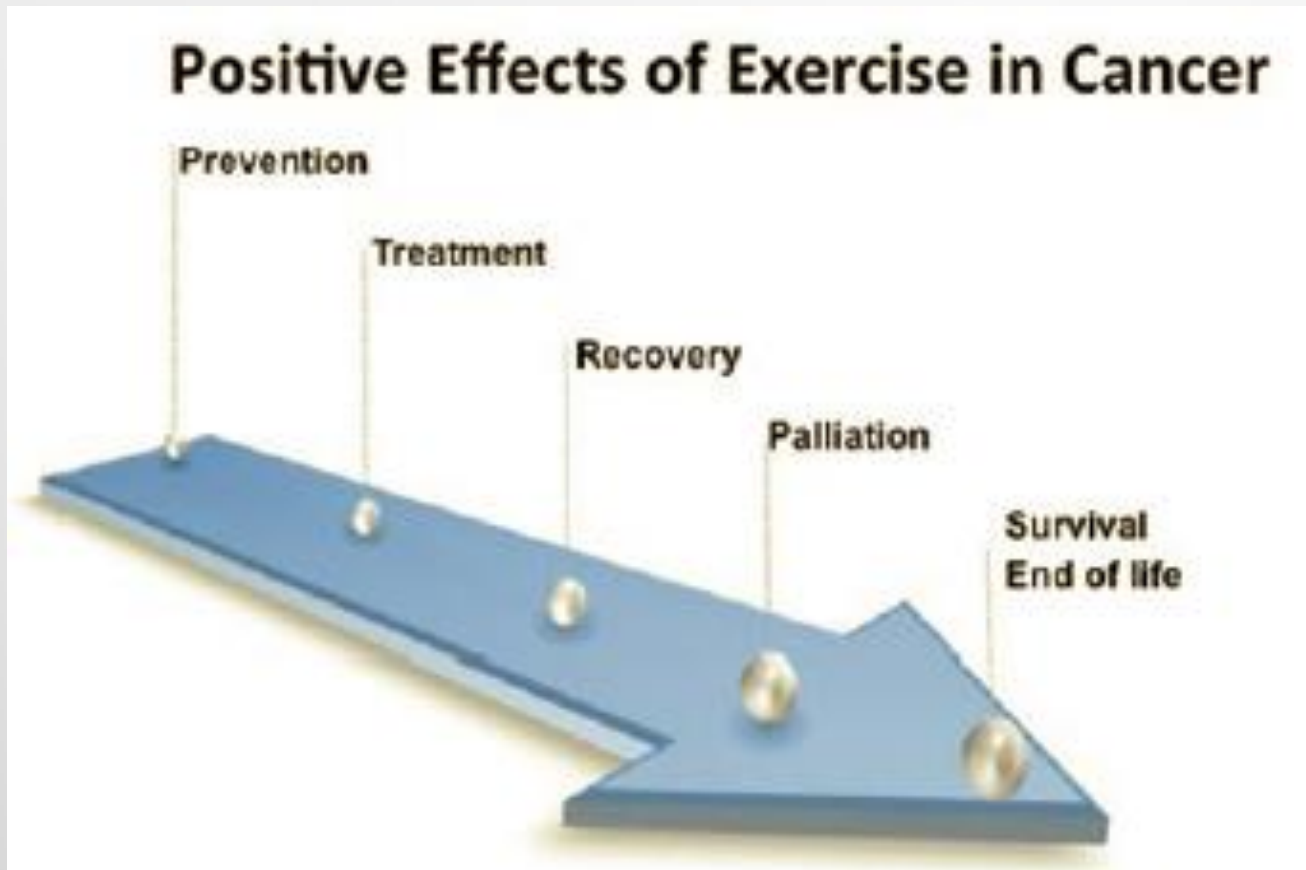 Positive Effects of Exercise in Cancer
Prevention
Treatment
Recovery
Palliation
Survival
End of life